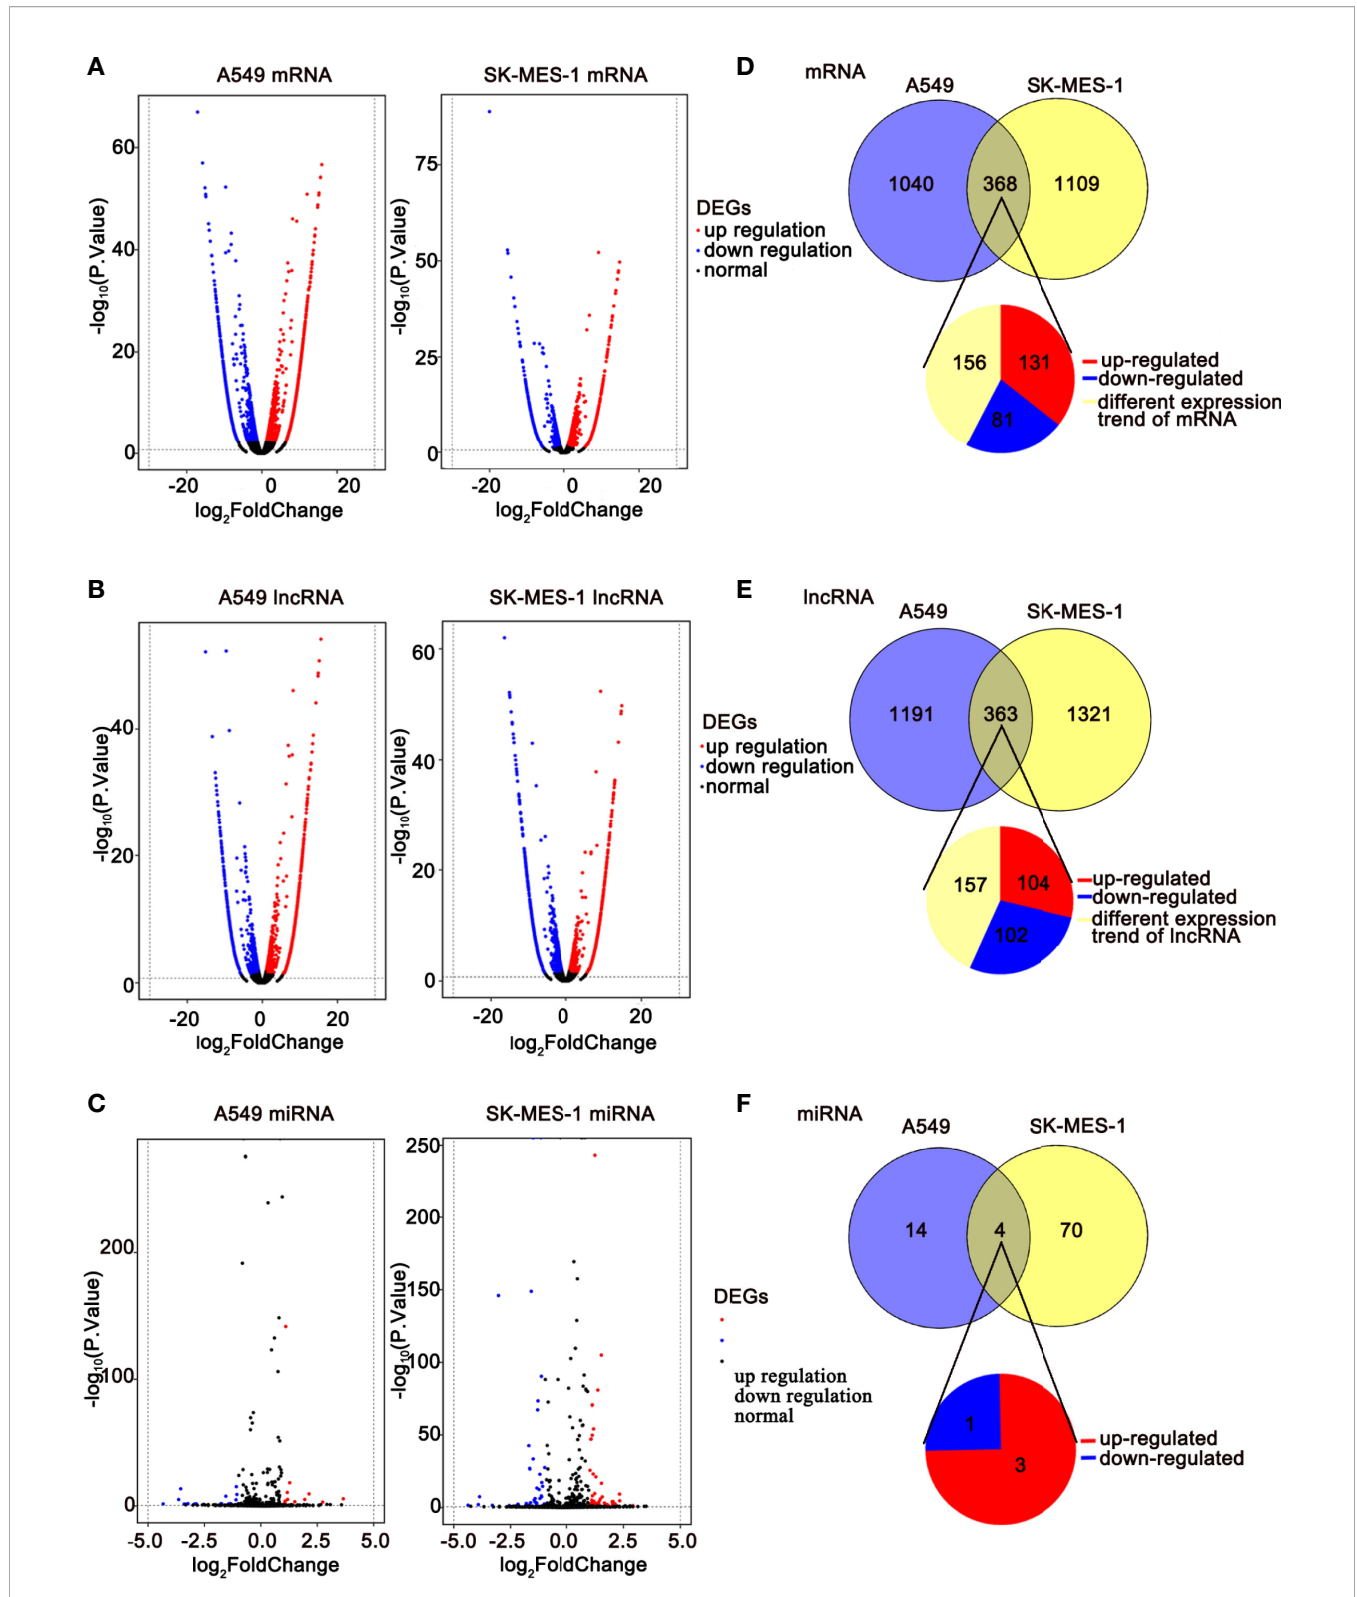 A
A549 mRNA
SK-MES-1 mRNA
-log10(P.Value)
60
40
20
0
-20 0 20
log2FoldChange
-log10(P.Value)
75
50
25
0
-20 0 20
log2FoldChange
DEGs
up regulation
down regulation
normal
D
mRNA
A549
SK-MES-1
1040
368
1109
156
131
81
up-regulated
down-regulated
different expression
trend of mRNA
B
A549 lncRNA
SK-MES-1 lncRNA
-log10(P.Value)
40
20
0
-20 0 20
log2FoldChange
-log10(P.Value)
60
40
20
0
-20 0 20
log2FoldChange
DEGs
up regulation
down regulation
normal
E
lncRNA
A549
SK-MES-1
1191
363
1321
157
104
102
up-regulated
down-regulated
different expression
trend of lncRNA
C
A549 miRNA
SK-MES-1 miRNA
-log10(P.Value)
200
100
0
-5.0 -2.5 0.0 2.5 5.0
log2FoldChange
-log10(P.Value)
250
200
150
100
50
0
-5.0 -2.5 0.0 2.5 5.0
log2FoldChange
DEGs
up regulation
down regulation
normal
F
miRNA
A549
SK-MES-1
14
4
70
1
3
up-regulated
down-regulated